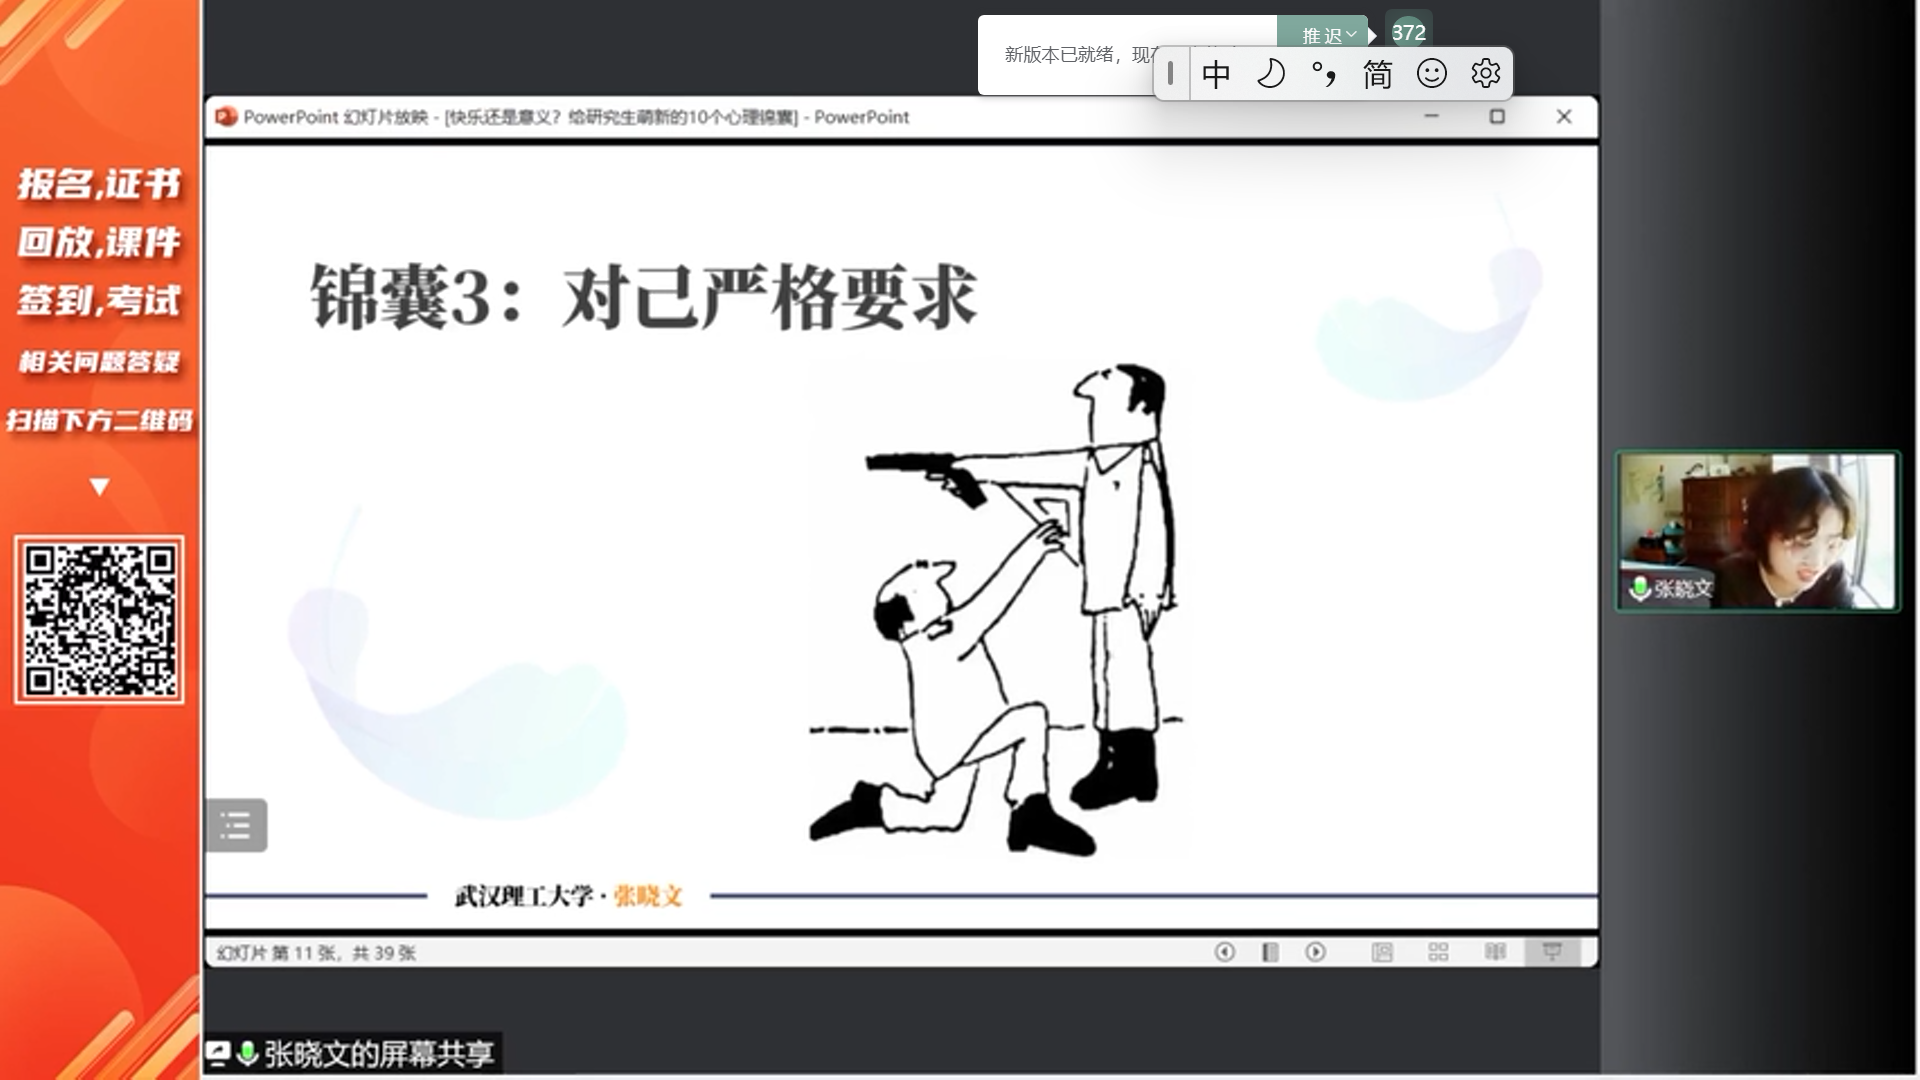 报名,证书
回放,课件
签到,考试
相关问题答疑
扫描下方二维码
新版本已就绪，现
推迟
372
中
简
PowerPoint 幻灯片放映 - [快乐还是意义？给研究生萌新的10个心理锦囊] - PowerPoint
锦囊3：对己严格要求
张晓文
武汉理工大学 · 张晓文
幻灯片 第 11 张，共 39 张
张晓文的屏幕共享